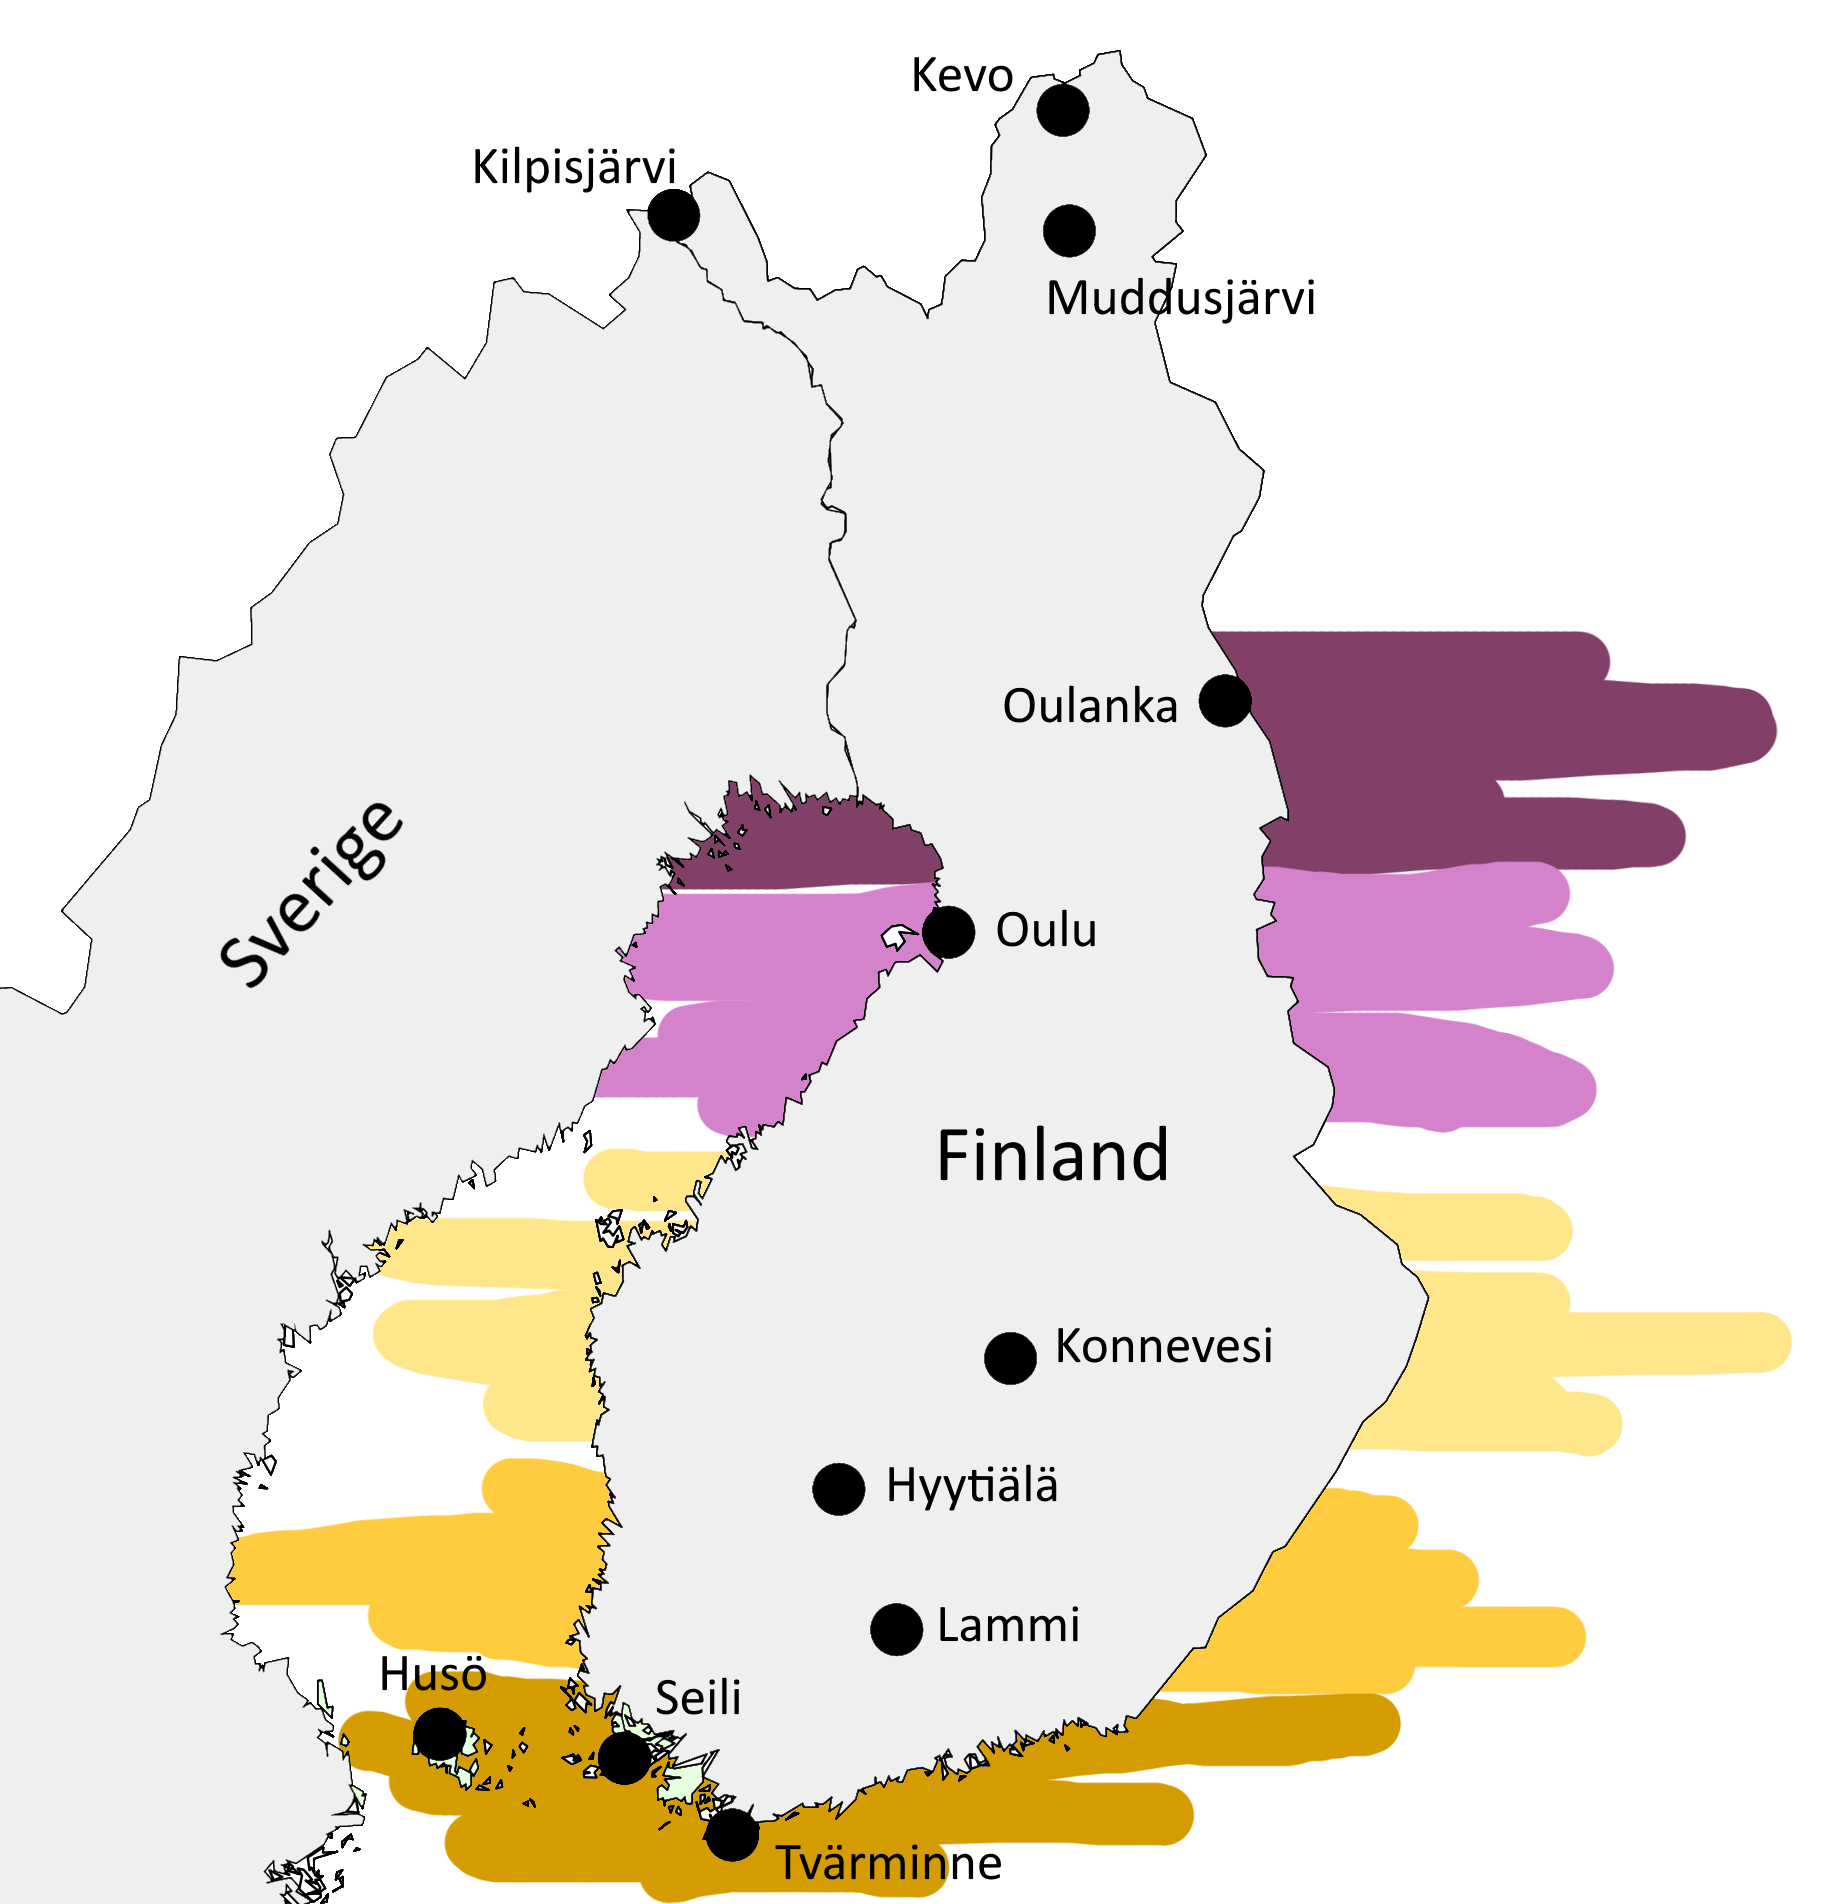 Kevo
Kilpisjärvi
Muddusjärvi
Oulanka
Sverige
Oulu
Finland
Konnevesi
Hyytiälä
Lammi
Husö
Seili
Tvärminne